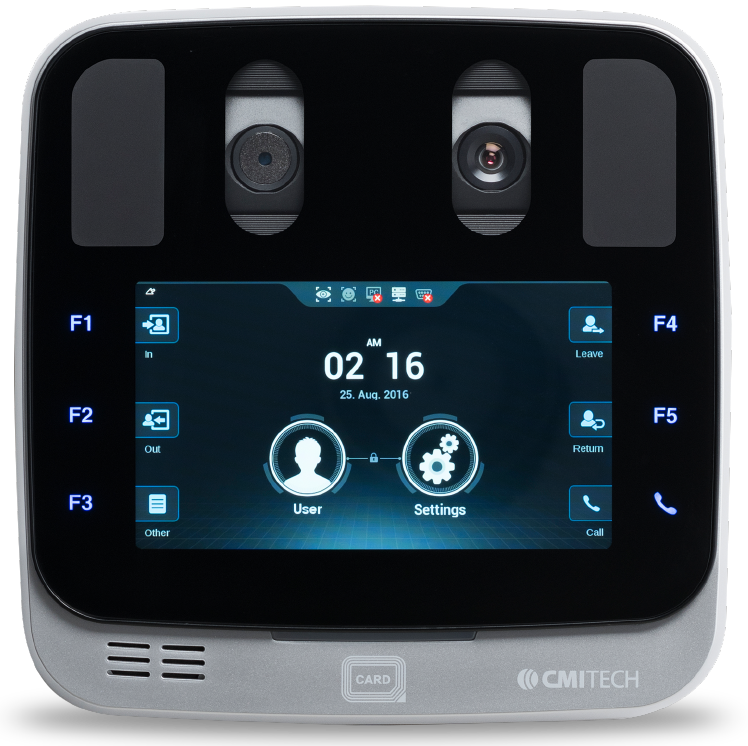 PC
F1
In
F2
Out
F3
Other
AM
02 16
25. Aug. 2016
User
Settings
F4
Leave
F5
Return
Call
CARD
CMITECH